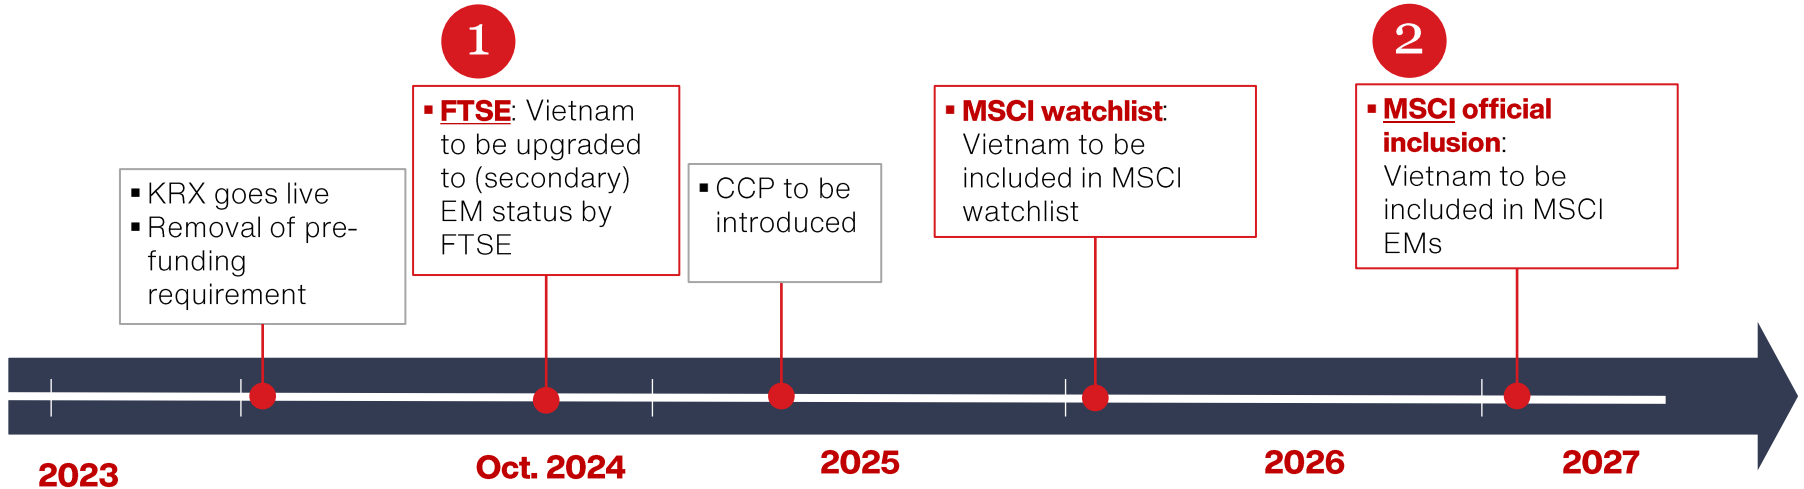 1
2
▪ KRX goes live
▪ Removal of pre-
funding
requirement
▪ FTSE: Vietnam
to be upgraded
to (secondary)
EM status by
FTSE
▪ CCP to be
introduced
▪ MSCI watchlist:
Vietnam to be
included in MSCI
watchlist
▪ MSCI official
inclusion:
Vietnam to be
included in MSCI
EMs
2023
Oct. 2024
2025
2026
2027